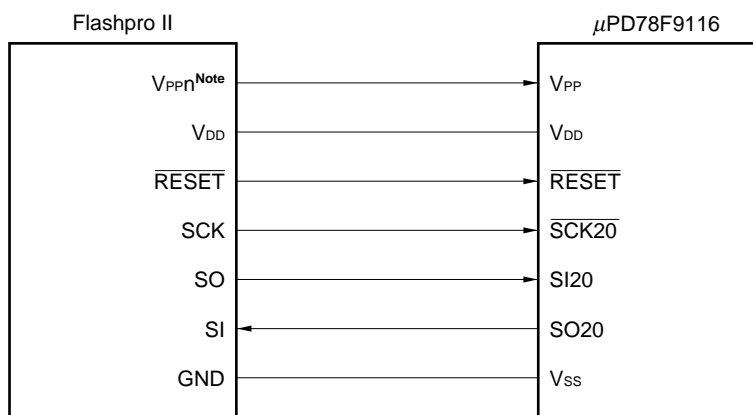 Flashpro II
μPD78F9116
VPPnNote
VPP
VDD
VDD
RESET
RESET
SCK
SCK20
SO
SI20
SI
SO20
GND
VSS